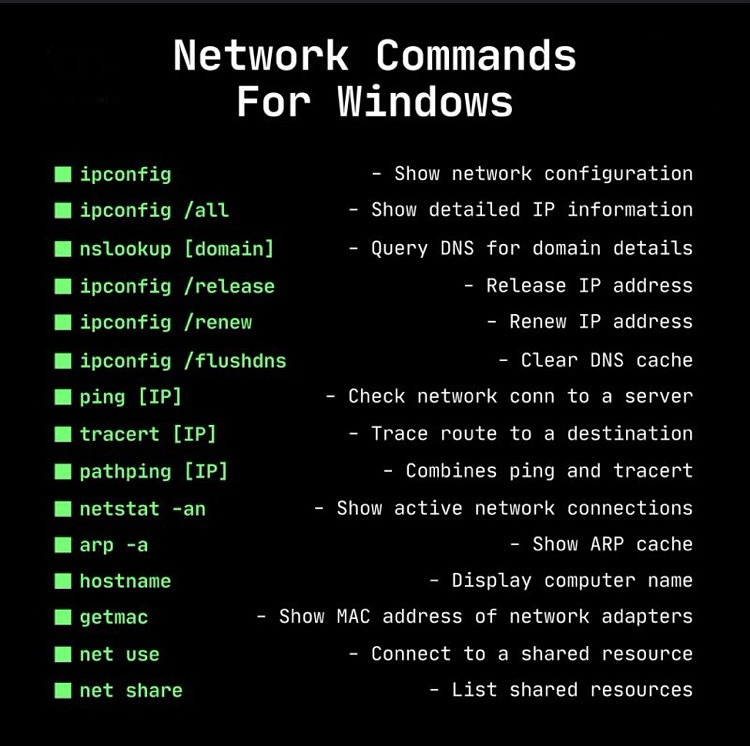 Network Commands
For Windows
ipconfig - Show network configuration
ipconfig /all - Show detailed IP information
nslookup [domain] - Query DNS for domain details
ipconfig /release - Release IP address
ipconfig /renew - Renew IP address
ipconfig /flushdns - Clear DNS cache
ping [IP] - Check network conn to a server
tracert [IP] - Trace route to a destination
pathping [IP] - Combines ping and tracert
netstat -an - Show active network connections
arp -a - Show ARP cache
hostname - Display computer name
getmac - Show MAC address of network adapters
net use - Connect to a shared resource
net share - List shared resources